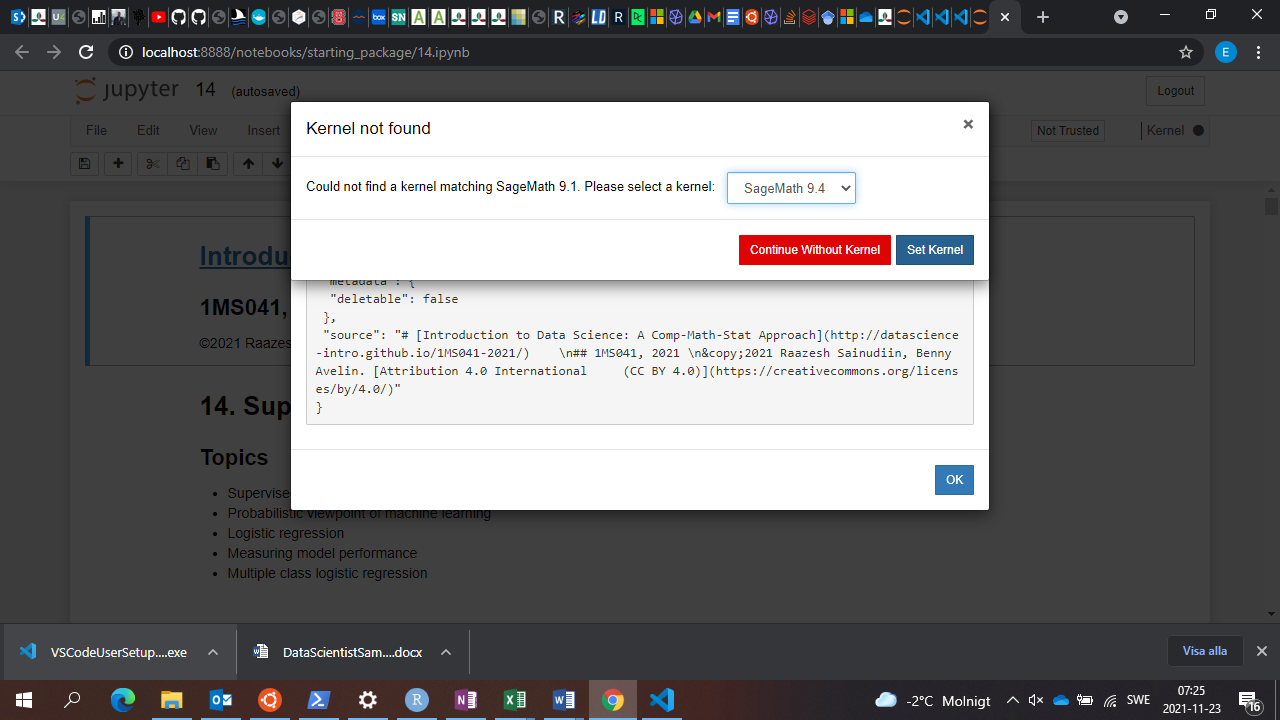 localhost:8888/notebooks/starting_package/14.ipynb
E
jupyter 14 (autosaved)
Logout
File Edit View Insert
Not Trusted
Kernel
Kernel not found
×
Could not find a kernel matching SageMath 9.1. Please select a kernel: SageMath 9.4
Continue Without Kernel Set Kernel
"metadata": {
"deletable": false
},
"source": "# [Introduction to Data Science: A Comp-Math-Stat Approach](http://datascience
-intro.github.io/1MS041-2021/) \n## 1MS041, 2021 \n&copy;2021 Raazesh Sainudiin, Benny
Avelin. [Attribution 4.0 International (CC BY 4.0)](https://creativecommons.org/licens
es/by/4.0/)"
}
OK
Introdu
1MS041,
©2021 Raazes
14. Sup
Topics
• Supervise
• Probabilistic viewpoint of machine learning
• Logistic regression
• Measuring model performance
• Multiple class logistic regression
VSCodeUserSetup....exe
DataScientistSam....docx
Visa alla
-2°C Molnigt
SWE
07:25
2021-11-23
16